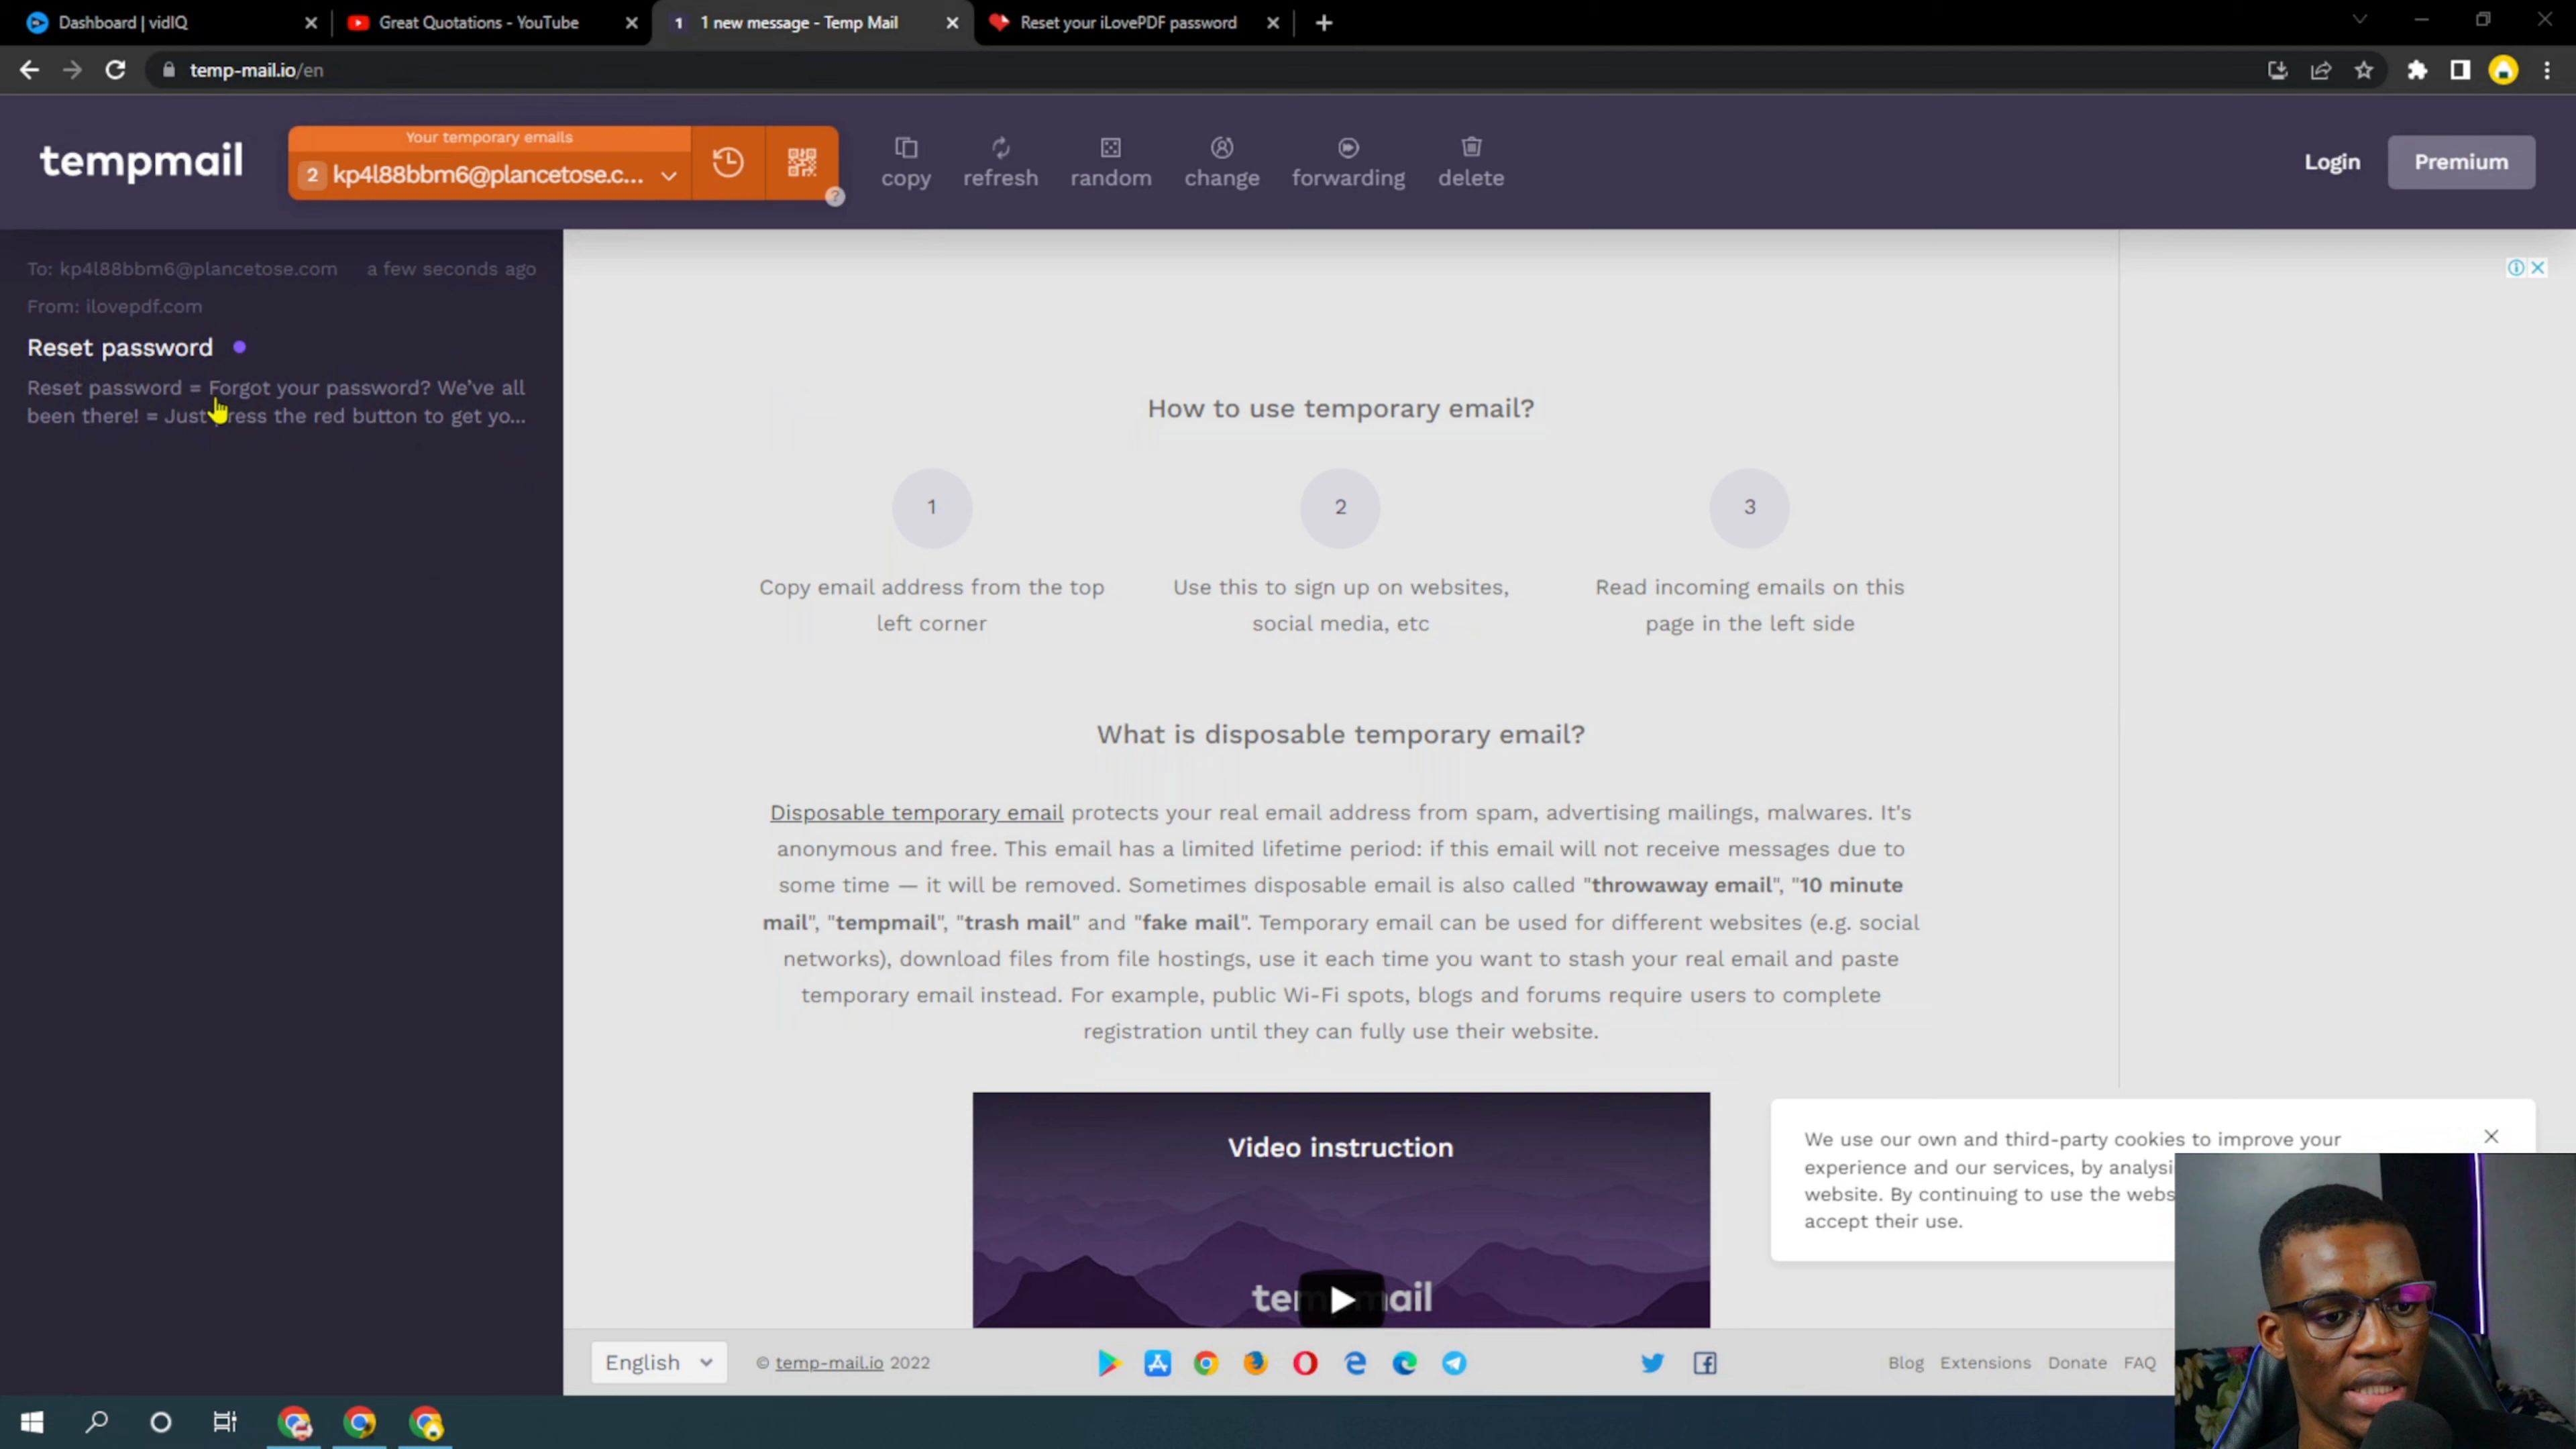 Dashboard | vidIQ
Great Quotations - YouTube
1 1 new message - Temp Mail
Reset your iLovePDF password
temp-mail.io/en
tempmail
Your temporary emails
2 kp4l88bbm6@plancetose.c...
?
copy
refresh
random
change
forwarding
delete
Login
Premium
To: kp4l88bbm6@plancetose.com a few seconds ago
From: ilovepdf.com
Reset password
Reset password = Forgot your password? We've all
been there! = Just press the red button to get yo...
How to use temporary email?
1
2
3
Copy email address from the top
left corner
Use this to sign up on websites,
social media, etc
Read incoming emails on this
page in the left side
What is disposable temporary email?
Disposable temporary email protects your real email address from spam, advertising mailings, malwares. It's
anonymous and free. This email has a limited lifetime period: if this email will not receive messages due to
some time — it will be removed. Sometimes disposable email is also called "throwaway email", "10 minute
mail", "tempmail", "trash mail" and "fake mail". Temporary email can be used for different websites (e.g. social
networks), download files from file hostings, use it each time you want to stash your real email and paste
temporary email instead. For example, public Wi-Fi spots, blogs and forums require users to complete
registration until they can fully use their website.
Video instruction
We use our own and third-party cookies to improve your
experience and our services, by analysi
website. By continuing to use the webs
accept their use.
English
© temp-mail.io 2022
Blog
Extensions
Donate
FAQ